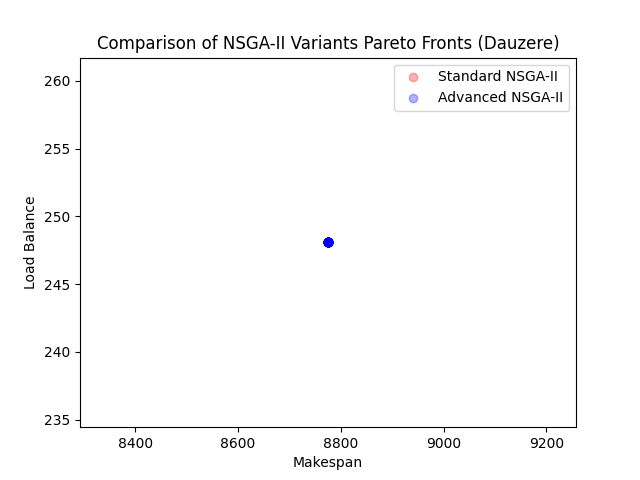 Comparison of NSGA-II Variants Pareto Fronts (Dauzere)
Standard NSGA-II
Advanced NSGA-II
260
255
250
245
240
235
Load Balance
8400 8600 8800 9000 9200
Makespan